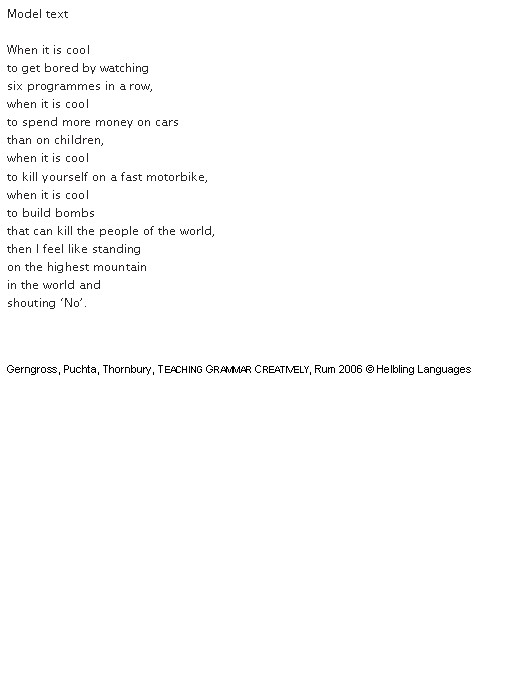 Model text
When it is cool
to get bored by watching
six programmes in a row,
when it is cool
to spend more money on cars
than on children,
when it is cool
to kill yourself on a fast motorbike,
when it is cool
to build bombs
that can kill the people of the world,
then I feel like standing
on the highest mountain
in the world and
shouting ‘No’.
Gerngross, Puchta, Thornbury, TEACHING GRAMMAR CREATIVELY, Rum 2006 © Helbling Languages